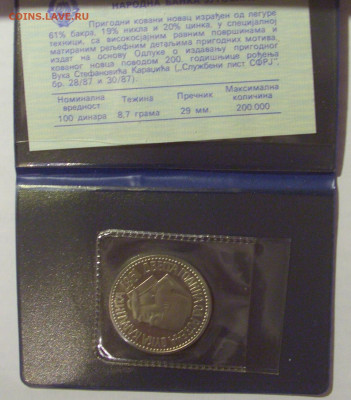 COINS.LAVE.RU
НАРОДНА
Пригодни ковани новац израђен од легуре
61% бакра, 19% никла и 20% цинка, у специјалној
техници, са високосјајним равним површинама и
матираним рељефним детаљима пригодних мотива,
издат на основу Одлуке о издавању пригодног
кованог новца поводом 200. годишњице рођења
Вука Стефановића Караџића („Службени лист СФРЈ",
бр. 28/87 и 30/87).
Номинална Тежина Пречник Максимална
вредност количина
100 динара 8,7 грама 29 мм. 200.000